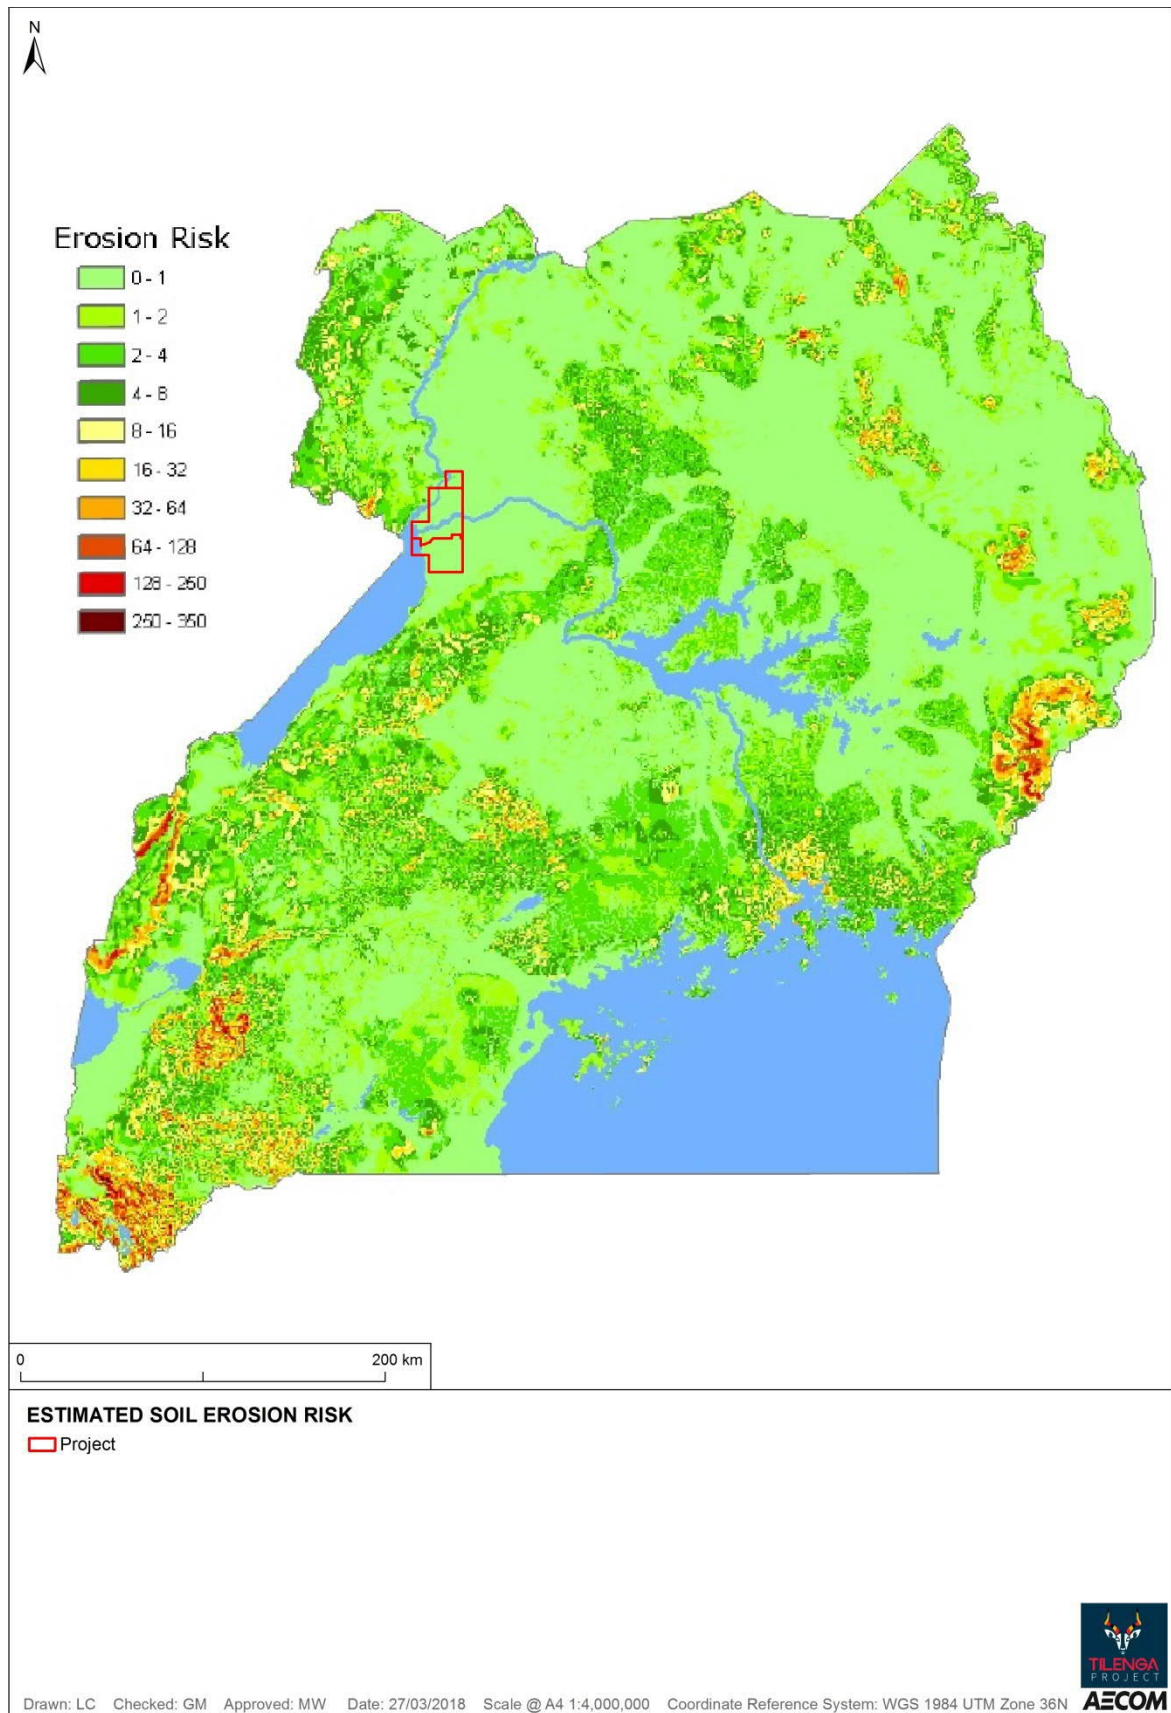 N
Erosion Risk
0 - 1
1 - 2
2 - 4
4 - 8
8 - 16
16 - 32
32 - 64
64 - 128
128 - 250
250 - 350
0 200 km
ESTIMATED SOIL EROSION RISK
Project
TILENGA
PROJECT
Drawn: LC Checked: GM Approved: MW Date: 27/03/2018 Scale @ A4 1:4,000,000 Coordinate Reference System: WGS 1984 UTM Zone 36N AECOM